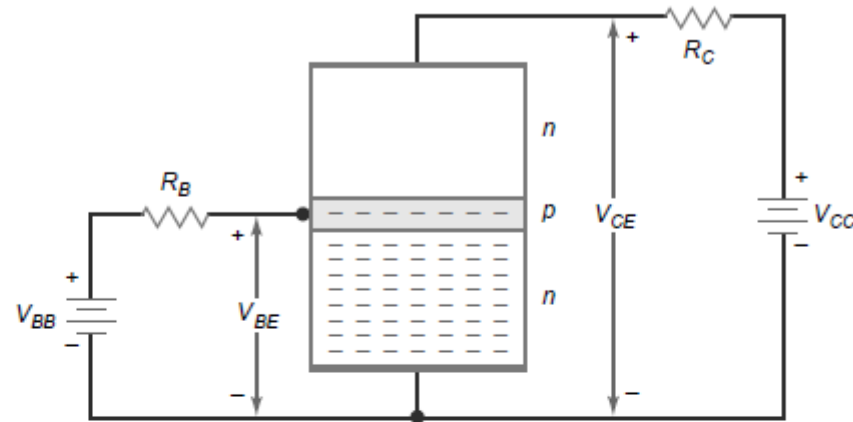 +
R_C
n
R_B
+
p
V_CE
V_CC
+
–
+
n
V_BB
V_BE
–
–
–